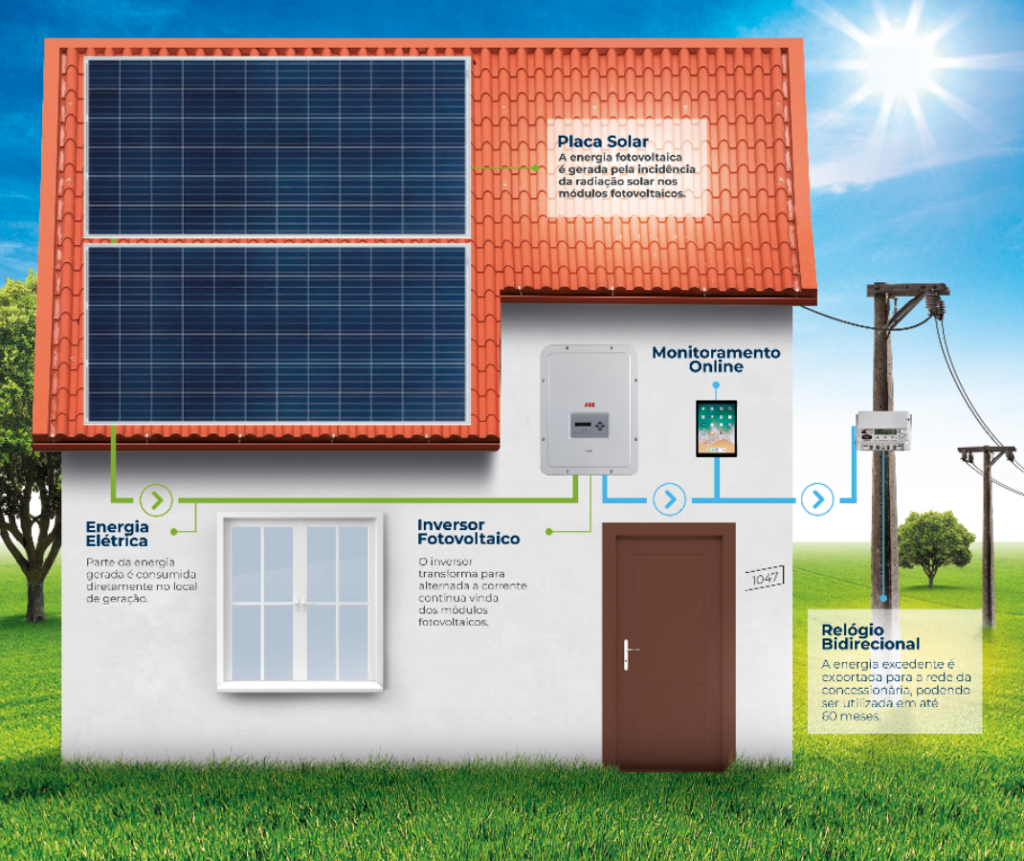 Placa Solar
A energia fotovoltaica
é gerada pela incidência
da radiação solar nos
módulos fotovoltaicos.
Monitoramento
Online
ABB
Energia
Elétrica
Parte da energia
gerada é consumida
diretamente no local
de geração.
Inversor
Fotovoltaico
O inversor
transforma para
alternada a corrente
contínua vinda
dos módulos
fotovoltaicos.
1047
Relógio
Bidirecional
A energia excedente é
exportada para a rede da
concessionária, podendo
ser utilizada em até
60 meses.